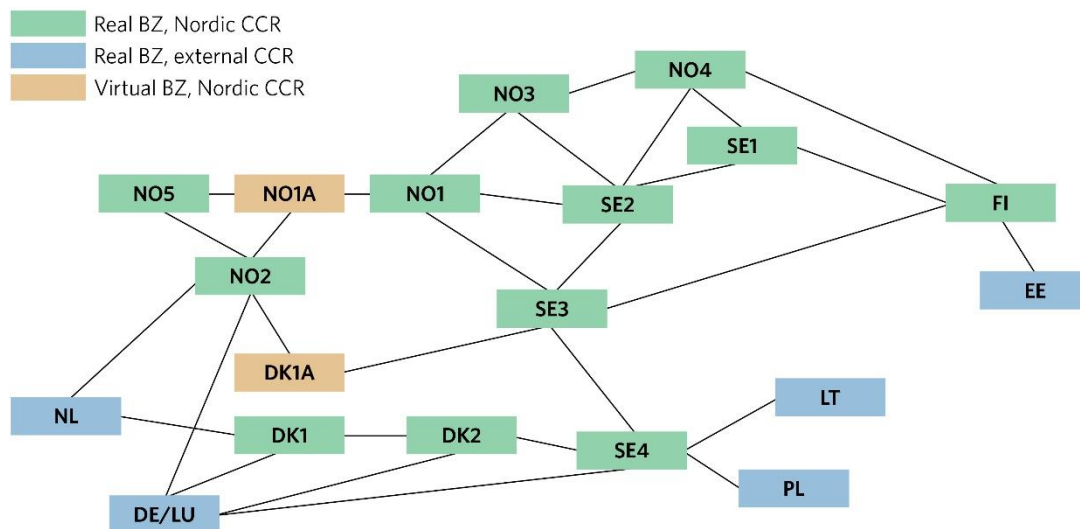 Real BZ, Nordic CCR
Real BZ, external CCR
Virtual BZ, Nordic CCR
NO4
NO3
SE1
NO5
NO1A
NO1
SE2
FI
NO2
EE
SE3
DK1A
LT
NL
DK1
DK2
SE4
PL
DE/LU